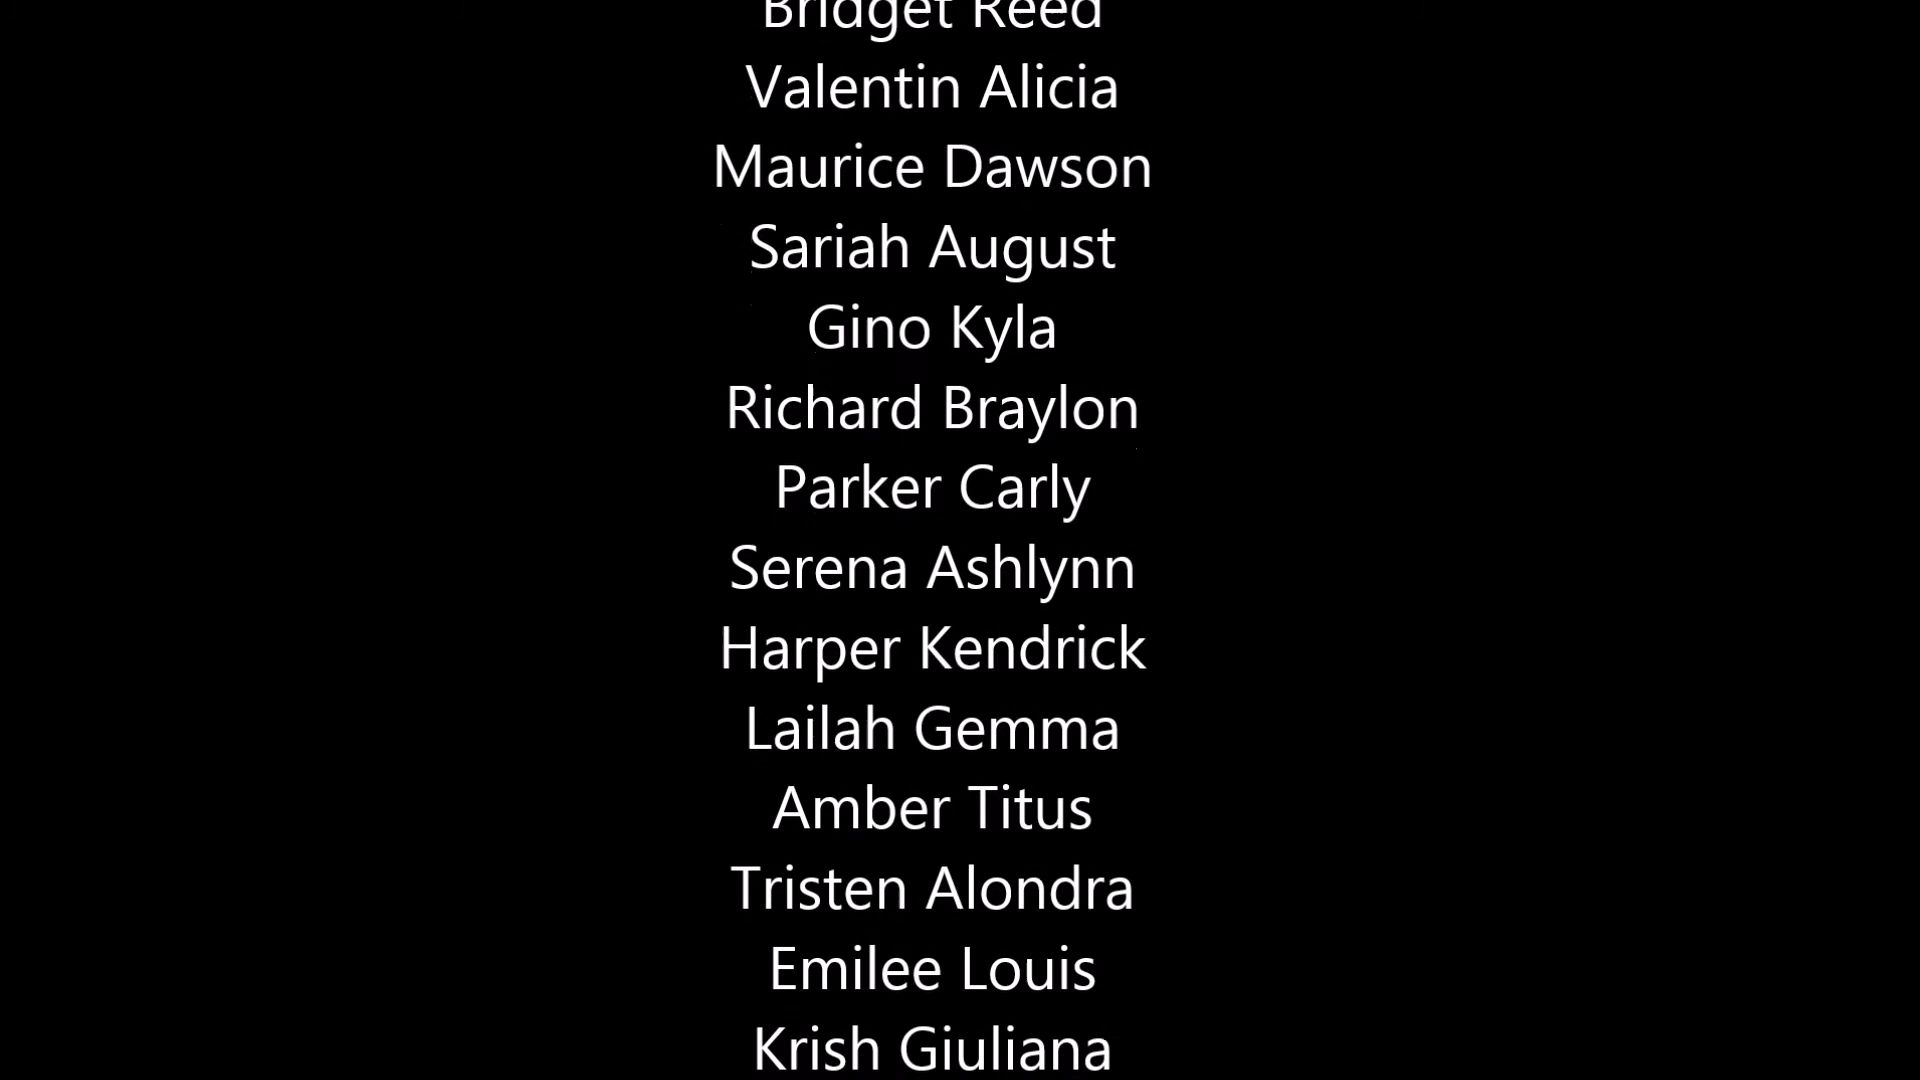 Bridget Reed
Valentin Alicia
Maurice Dawson
Sariah August
Gino Kyla
Richard Braylon
Parker Carly
Serena Ashlynn
Harper Kendrick
Lailah Gemma
Amber Titus
Tristen Alondra
Emilee Louis
Krish Giuliana